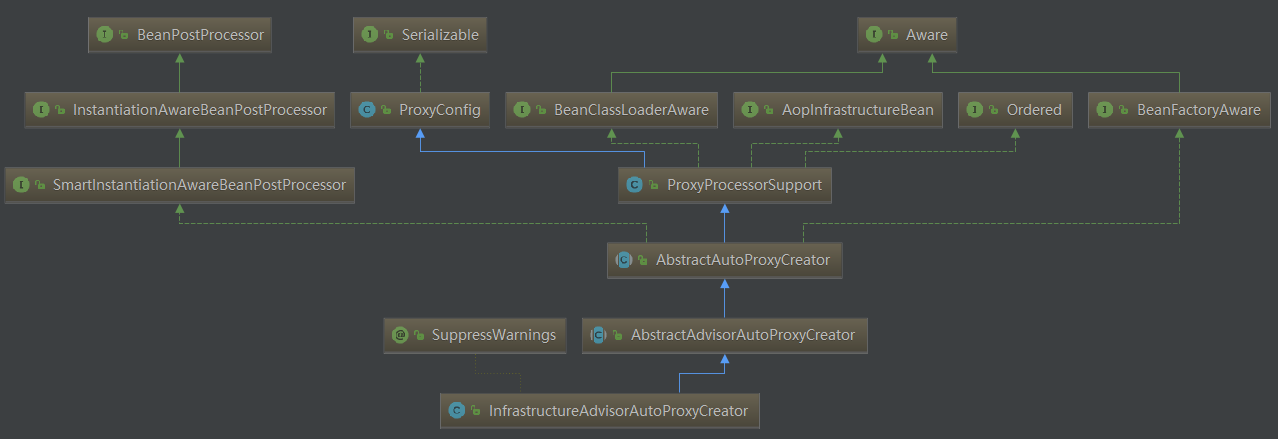 BeanPostProcessor
Serializable
Aware
InstantiationAwareBeanPostProcessor
ProxyConfig
BeanClassLoaderAware
AopInfrastructureBean
Ordered
BeanFactoryAware
SmartInstantiationAwareBeanPostProcessor
ProxyProcessorSupport
AbstractAutoProxyCreator
SuppressWarnings
AbstractAdvisorAutoProxyCreator
InfrastructureAdvisorAutoProxyCreator